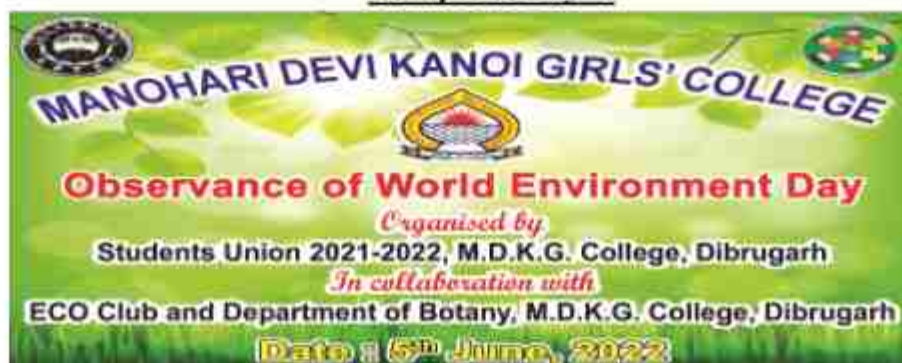 MANOHARI DEVI KANOI GIRLS' COLLEGE
Observance of World Environment Day
Organised by
Students Union 2021-2022, M.D.K.G. College, Dibrugarh
In collaboration with
ECO Club and Department of Botany, M.D.K.G. College, Dibrugarh
Date : 5th June, 2022